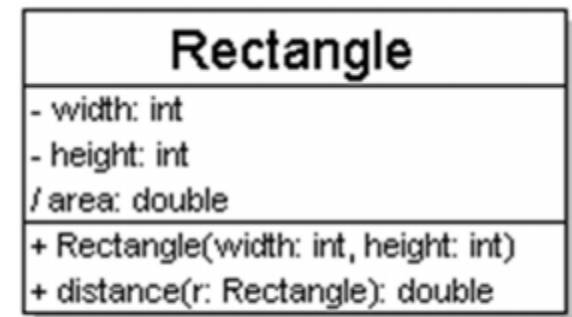 Rectangle
- width: int
- height: int
/ area: double
+ Rectangle(width: int, height: int)
+ distance(r: Rectangle): double